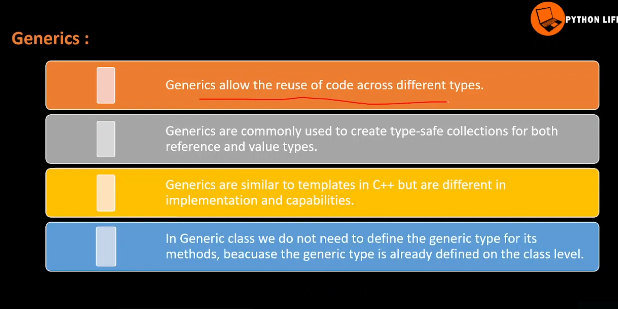 PYTHON LIFE
Generics :
Generics allow the reuse of code across different types.
Generics are commonly used to create type-safe collections for both
reference and value types.
Generics are similar to templates in C++ but are different in
implementation and capabilities.
In Generic class we do not need to define the generic type for its
methods, beacuase the generic type is already defined on the class level.